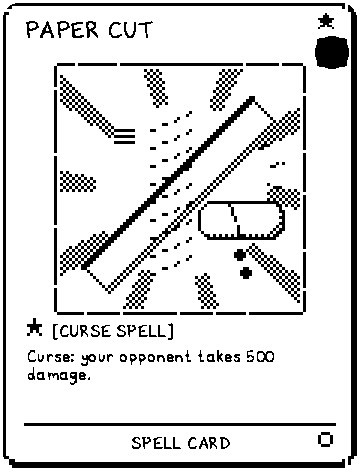 PAPER CUT
[CURSE SPELL]
Curse: your opponent takes 500
damage.
SPELL CARD